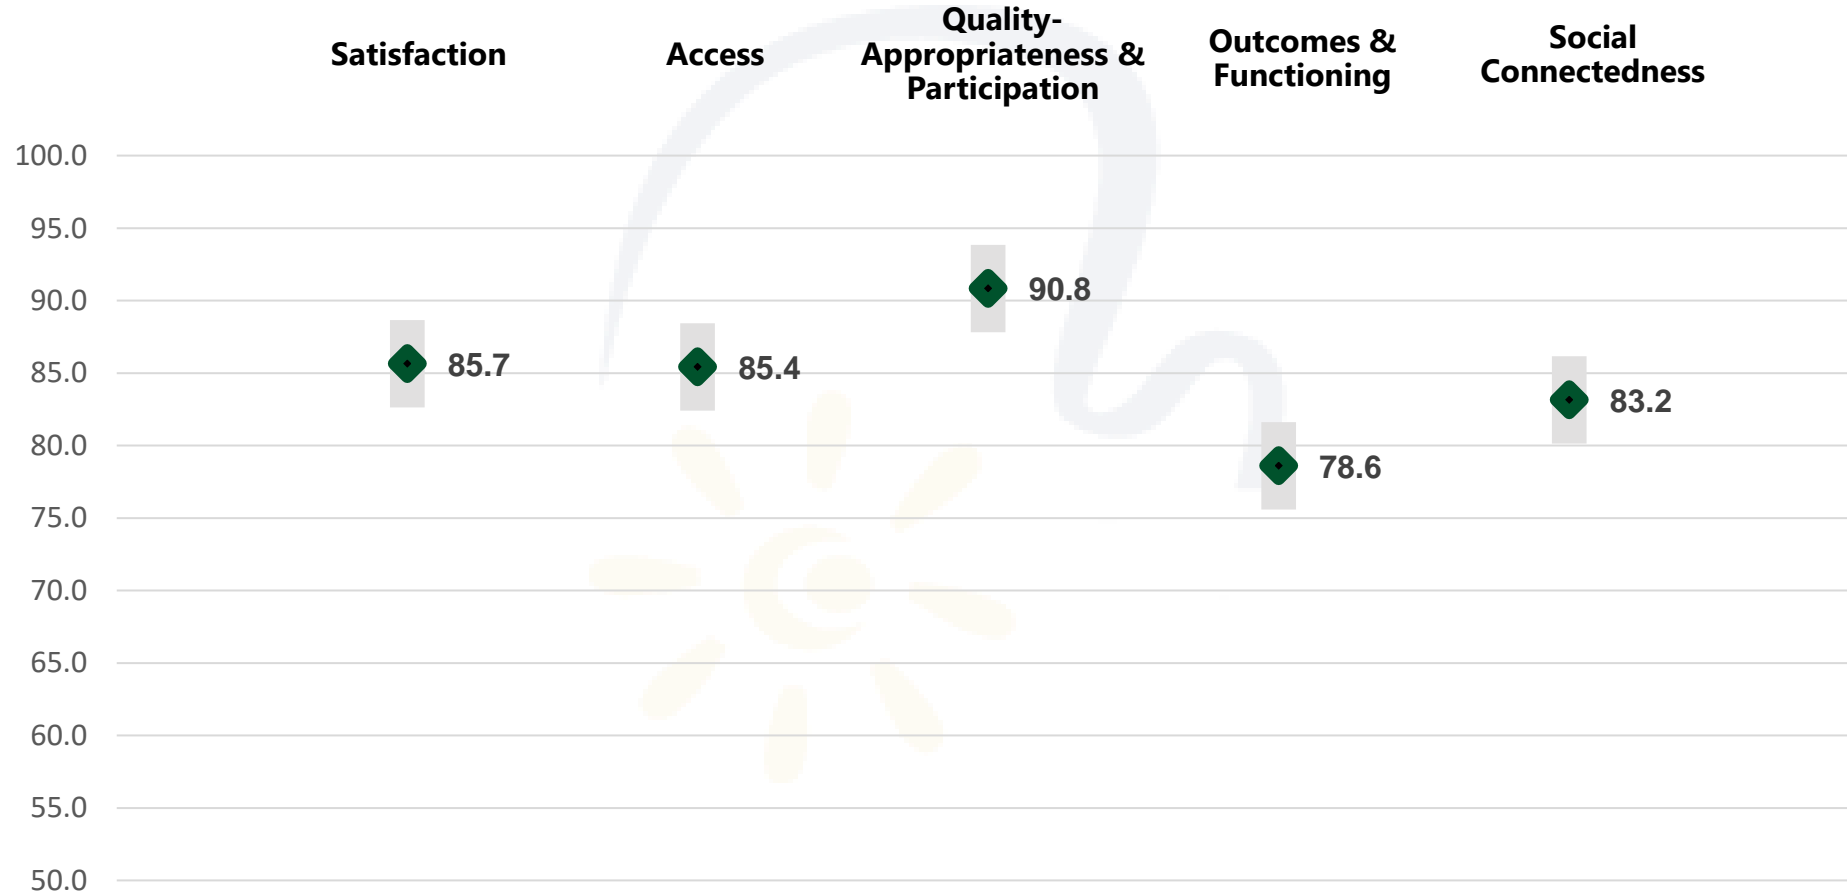 Satisfaction
Access
Quality-
Appropriateness &
Participation
Outcomes &
Functioning
Social
Connectedness
100.0
95.0
90.0
85.0
80.0
75.0
70.0
65.0
60.0
55.0
50.0
85.7
85.4
90.8
78.6
83.2